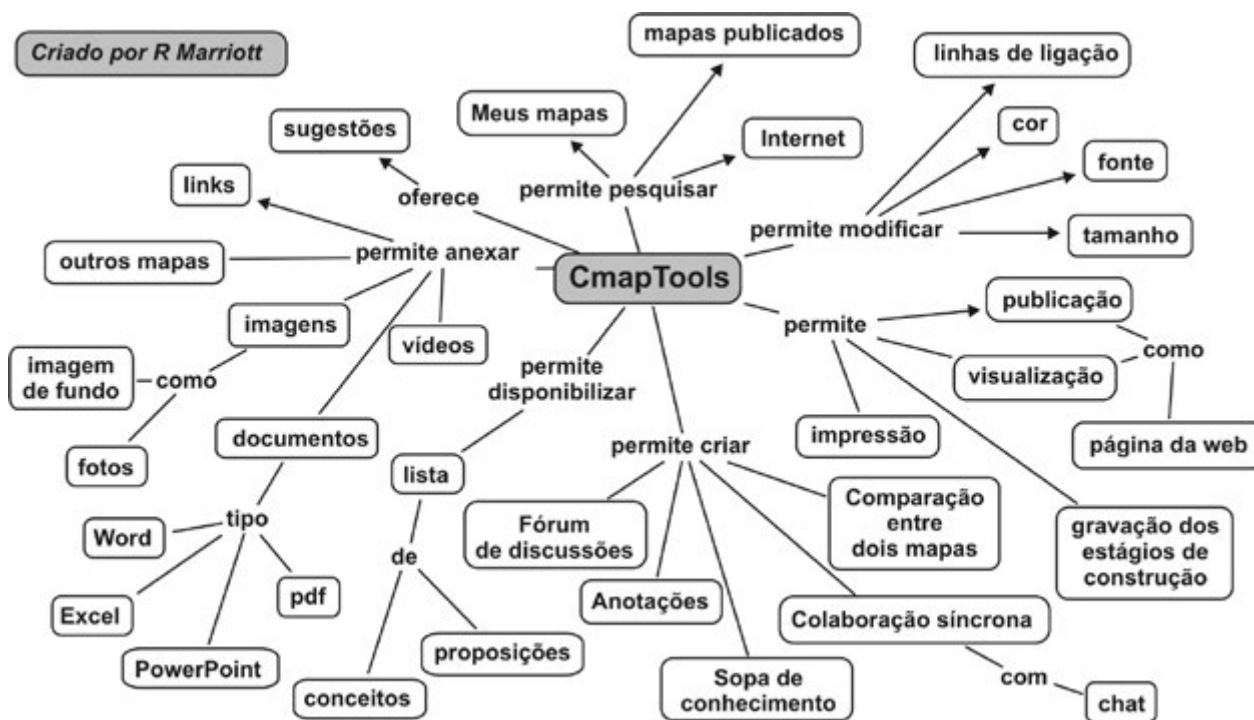 Criado por R Marriott
mapas publicados
linhas de ligação
Meus mapas
sugestões
Internet
cor
fonte
links
oferece
permite pesquisar
permite modificar
tamanho
outros mapas
permite anexar
CmapTools
publicação
imagens
vídeos
permite
como
imagem
de fundo
como
permite
disponibilizar
visualização
documentos
permite criar
impressão
página da web
fotos
lista
Comparação
entre
dois mapas
Word
tipo
Fórum
de discussões
gravação dos
estágios de
construção
de
Excel
pdf
Anotações
Colaboração síncrona
PowerPoint
proposições
conceitos
Sopa de
conhecimento
com
chat